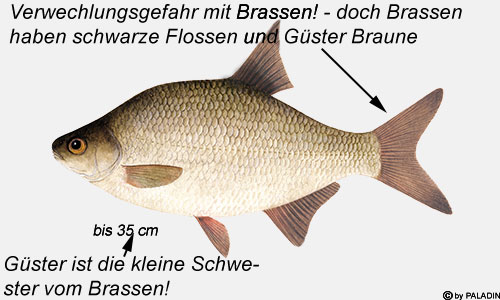 Verwechlungsgefahr mit Brassen! - doch Brassen
haben schwarze Flossen und Güster Braune
bis 35 cm
Güster ist die kleine Schwe-
ster vom Brassen!
© by PALADIN